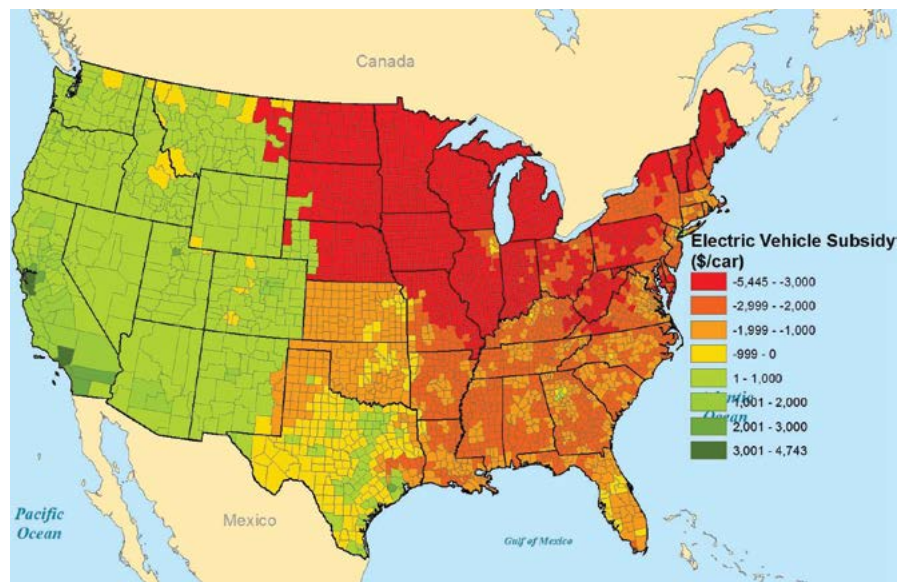 Canada
Electric Vehicle Subsidy
($/car)
-5,445 - -3,000
-2,999 - -2,000
-1,999 - -1,000
-999 - 0
1 - 1,000
1,001 - 2,000
2,001 - 3,000
3,001 - 4,743
Ocean
Pacific
Ocean
Mexico
Gulf of Mexico